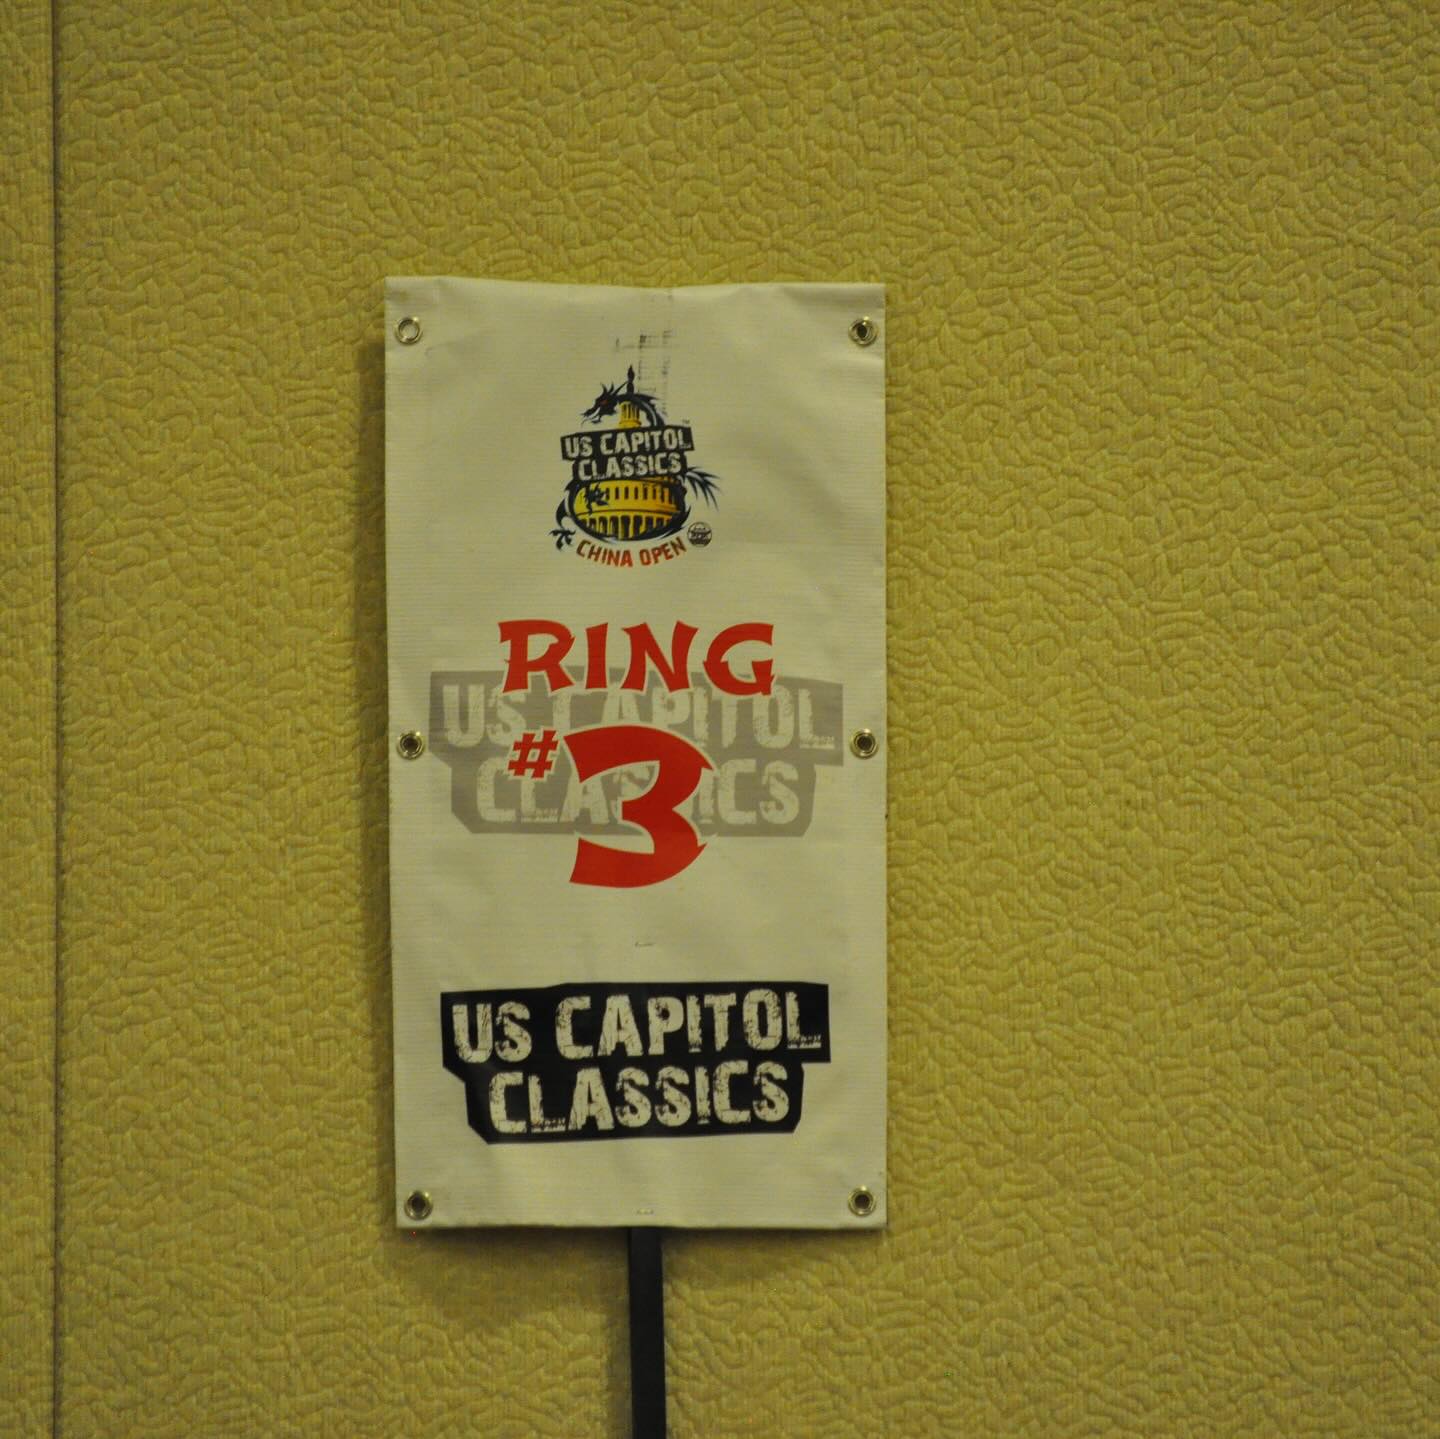 US CAPITOL
CLASSICS
CHINA OPEN
RING
US CAPITOL
#3
CLASSICS
US CAPITOL
CLASSICS